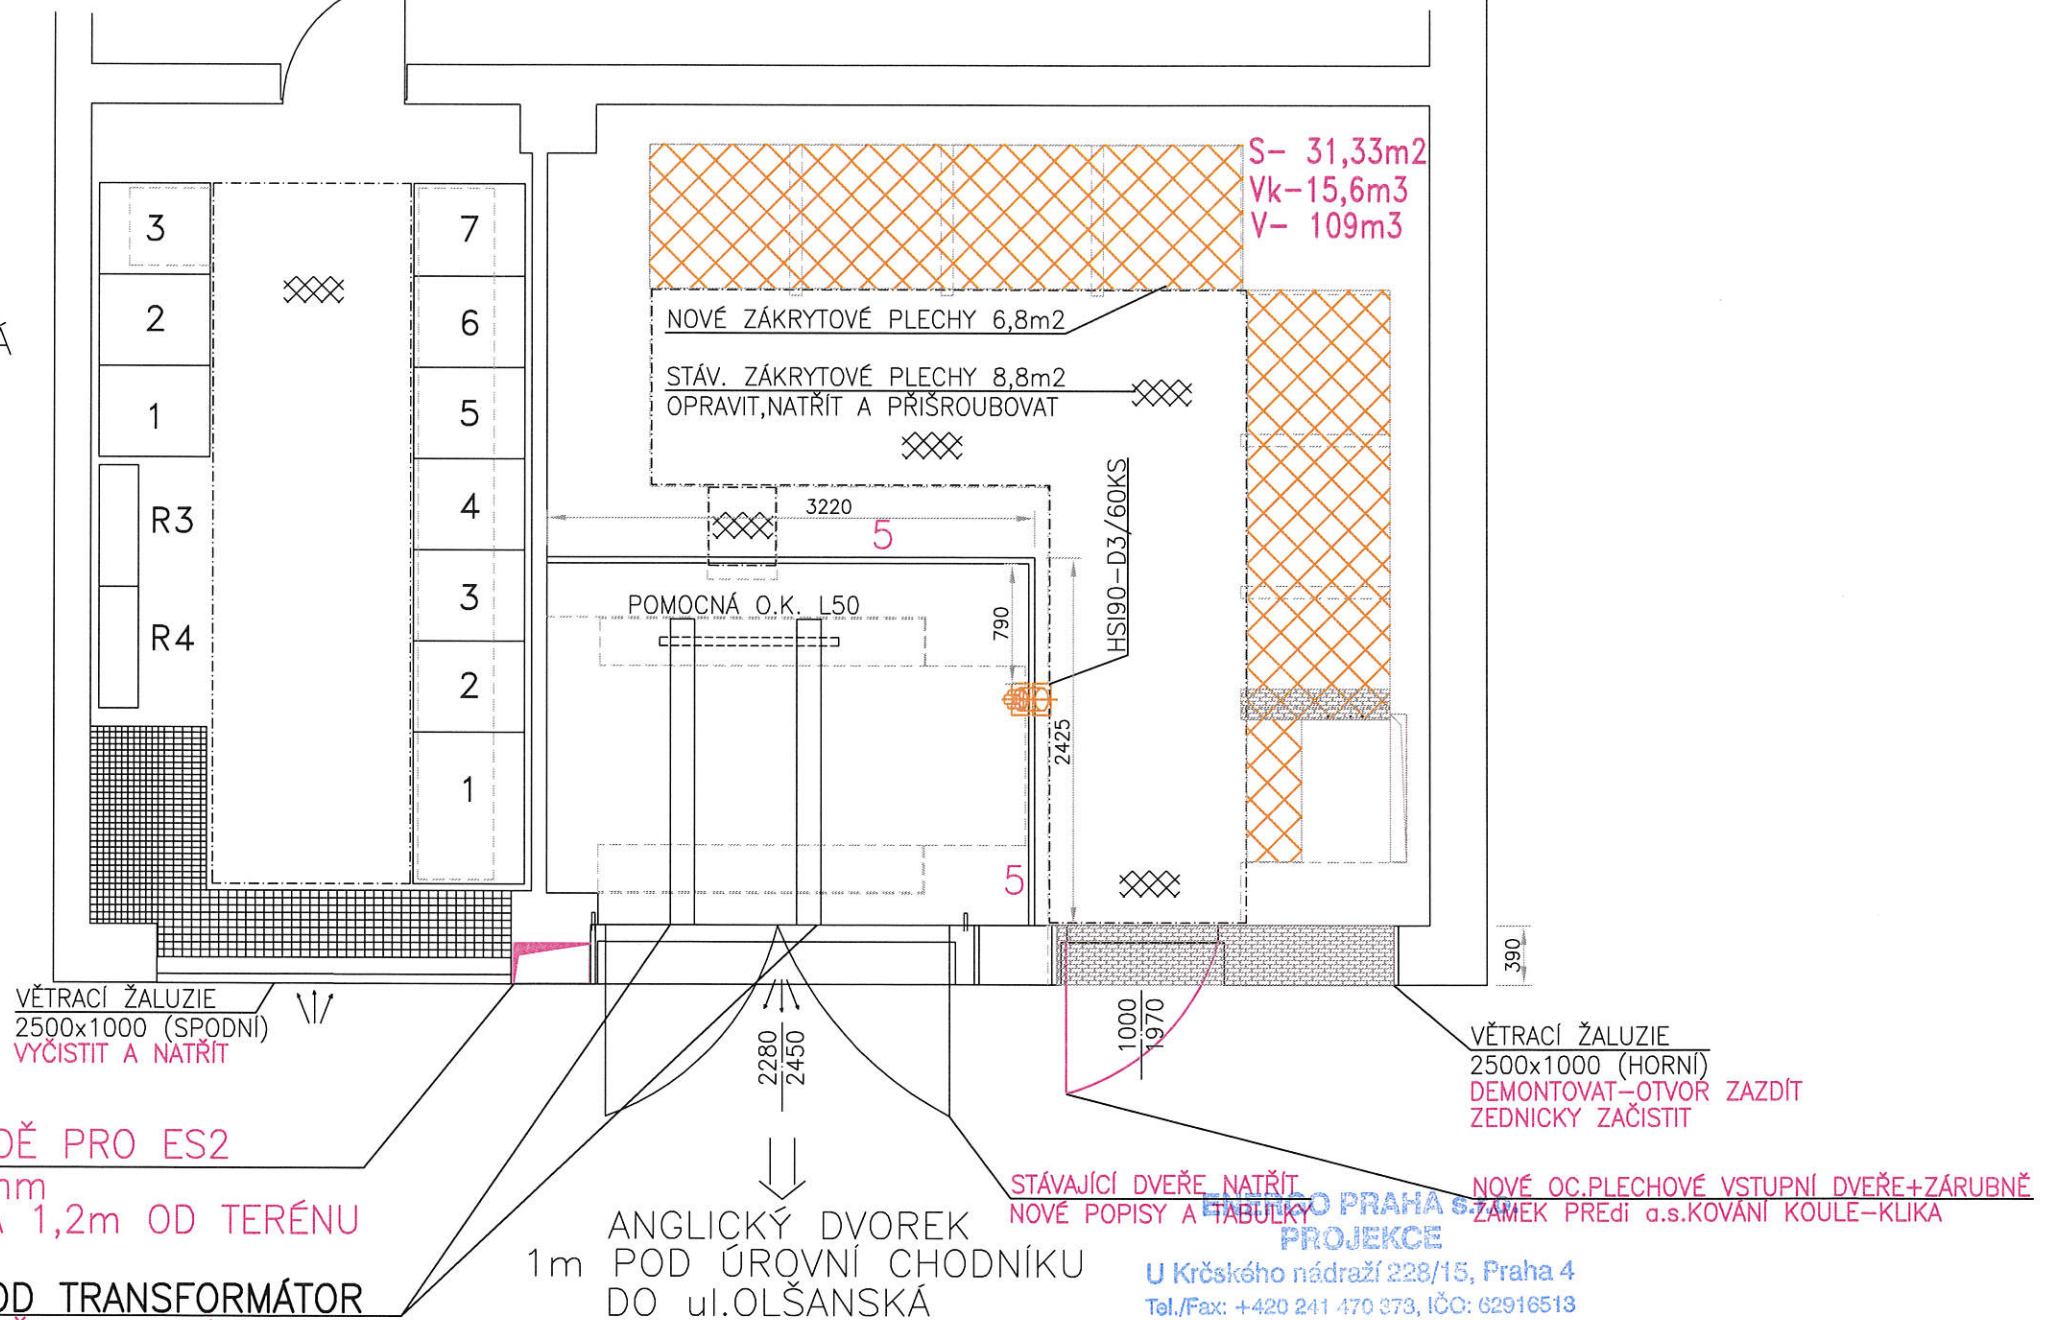 S- 31,33m2
Vk-15,6m3
V- 109m3
3
2
1
R3
R4
7
6
5
4
3
2
1
NOVÉ ZÁKRYTOVÉ PLECHY 6,8m2
STÁV. ZÁKRYTOVÉ PLECHY 8,8m2
OPRAVIT,NATŘÍT A PŘIŠROUBOVAT
3220
5
HSI90-D3/60KS
POMOCNÁ O.K. L50
790
2425
5
390
VĚTRACÍ ŽALUZIE
2500x1000 (SPODNÍ)
VYČISTIT A NATŘÍT
2280
2450
1000
1970
VĚTRACÍ ŽALUZIE
2500x1000 (HORNÍ)
DEMONTOVAT-OTVOR ZAZDÍT
ZEDNICKY ZAČISTIT
PRO ES2
1,2m OD TERÉNU
TRANSFORMÁTOR
ANGLICKÝ DVOREK
1m POD ÚROVNÍ CHODNÍKU
DO ul.OLŠANSKÁ
STÁVAJÍCÍ DVEŘE NATŘÍT
NOVÉ POPISY A TABULKY
NOVÉ OC.PLECHOVÉ VSTUPNÍ DVEŘE+ZÁRUBNĚ
ZÁMEK PREdi a.s.KOVÁNÍ KOULE-KLIKA
ENERGO PRAHA s.r.o.
PROJEKCE
U Krčského nádraží 228/15, Praha 4
Tel./Fax: +420 241 470 373, IČO: 62916513